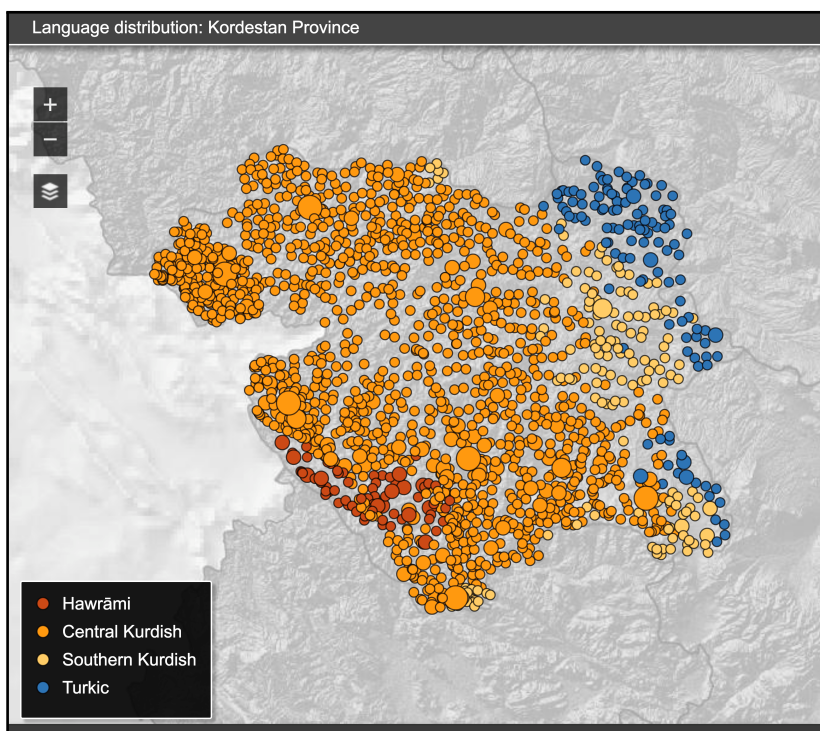 Language distribution: Kordestan Province
+
−
Hawrāmi
Central Kurdish
Southern Kurdish
Turkic